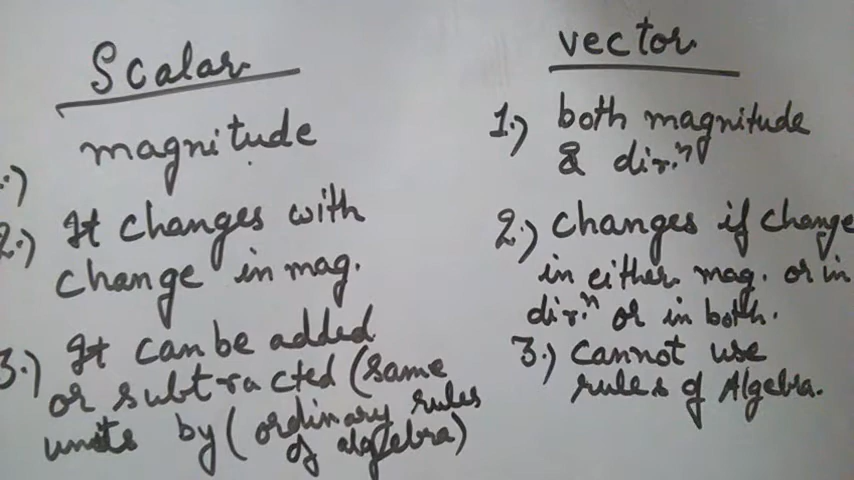 Scalar
1.) magnitude
2.) It changes with
change in mag.
3.) It can be added
or subtracted (same
units by (ordinary rules
of algebra)
vector
1.) both magnitude
& dirⁿ
2.) changes if change
in either mag. or in
dirⁿ or in both.
3.) cannot use
rules of Algebra.